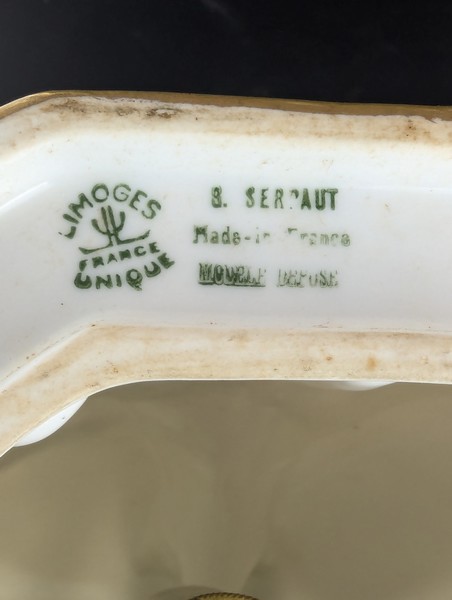 LIMOGES
FRANCE
UNIQUE
S. SERPAUT
Made-in France
MODELE DEPOSE